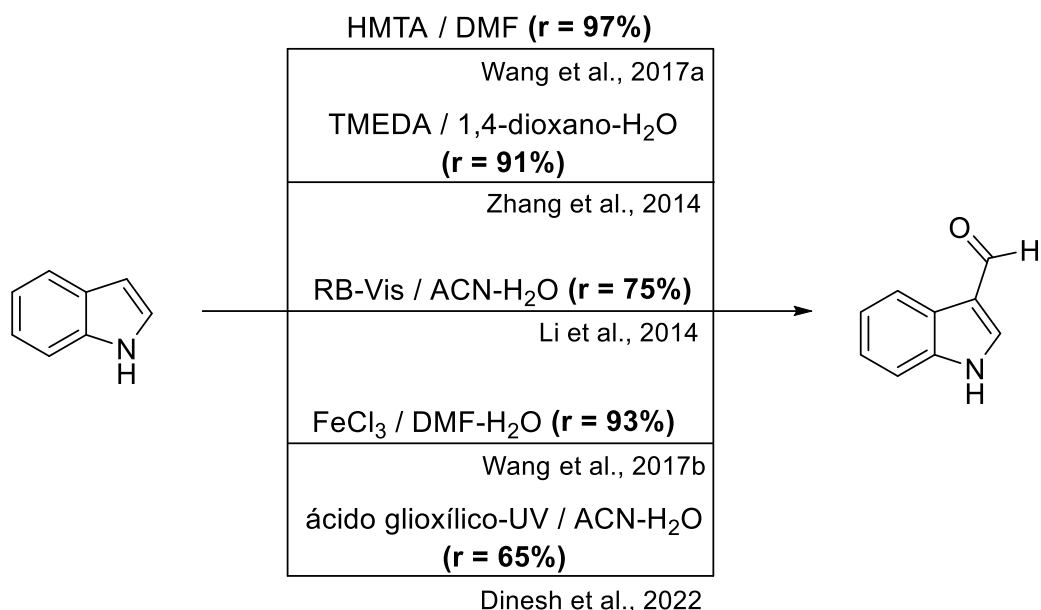 HMTA / DMF (r = 97%)
Wang et al., 2017a
TMEDA / 1,4-dioxano-H₂O
(r = 91%)
Zhang et al., 2014
RB-Vis / ACN-H₂O (r = 75%)
Li et al., 2014
FeCl₃ / DMF-H₂O (r = 93%)
Wang et al., 2017b
ácido glioxílico-UV / ACN-H₂O
(r = 65%)
Dinesh et al., 2022
N
H
O
H
N
H